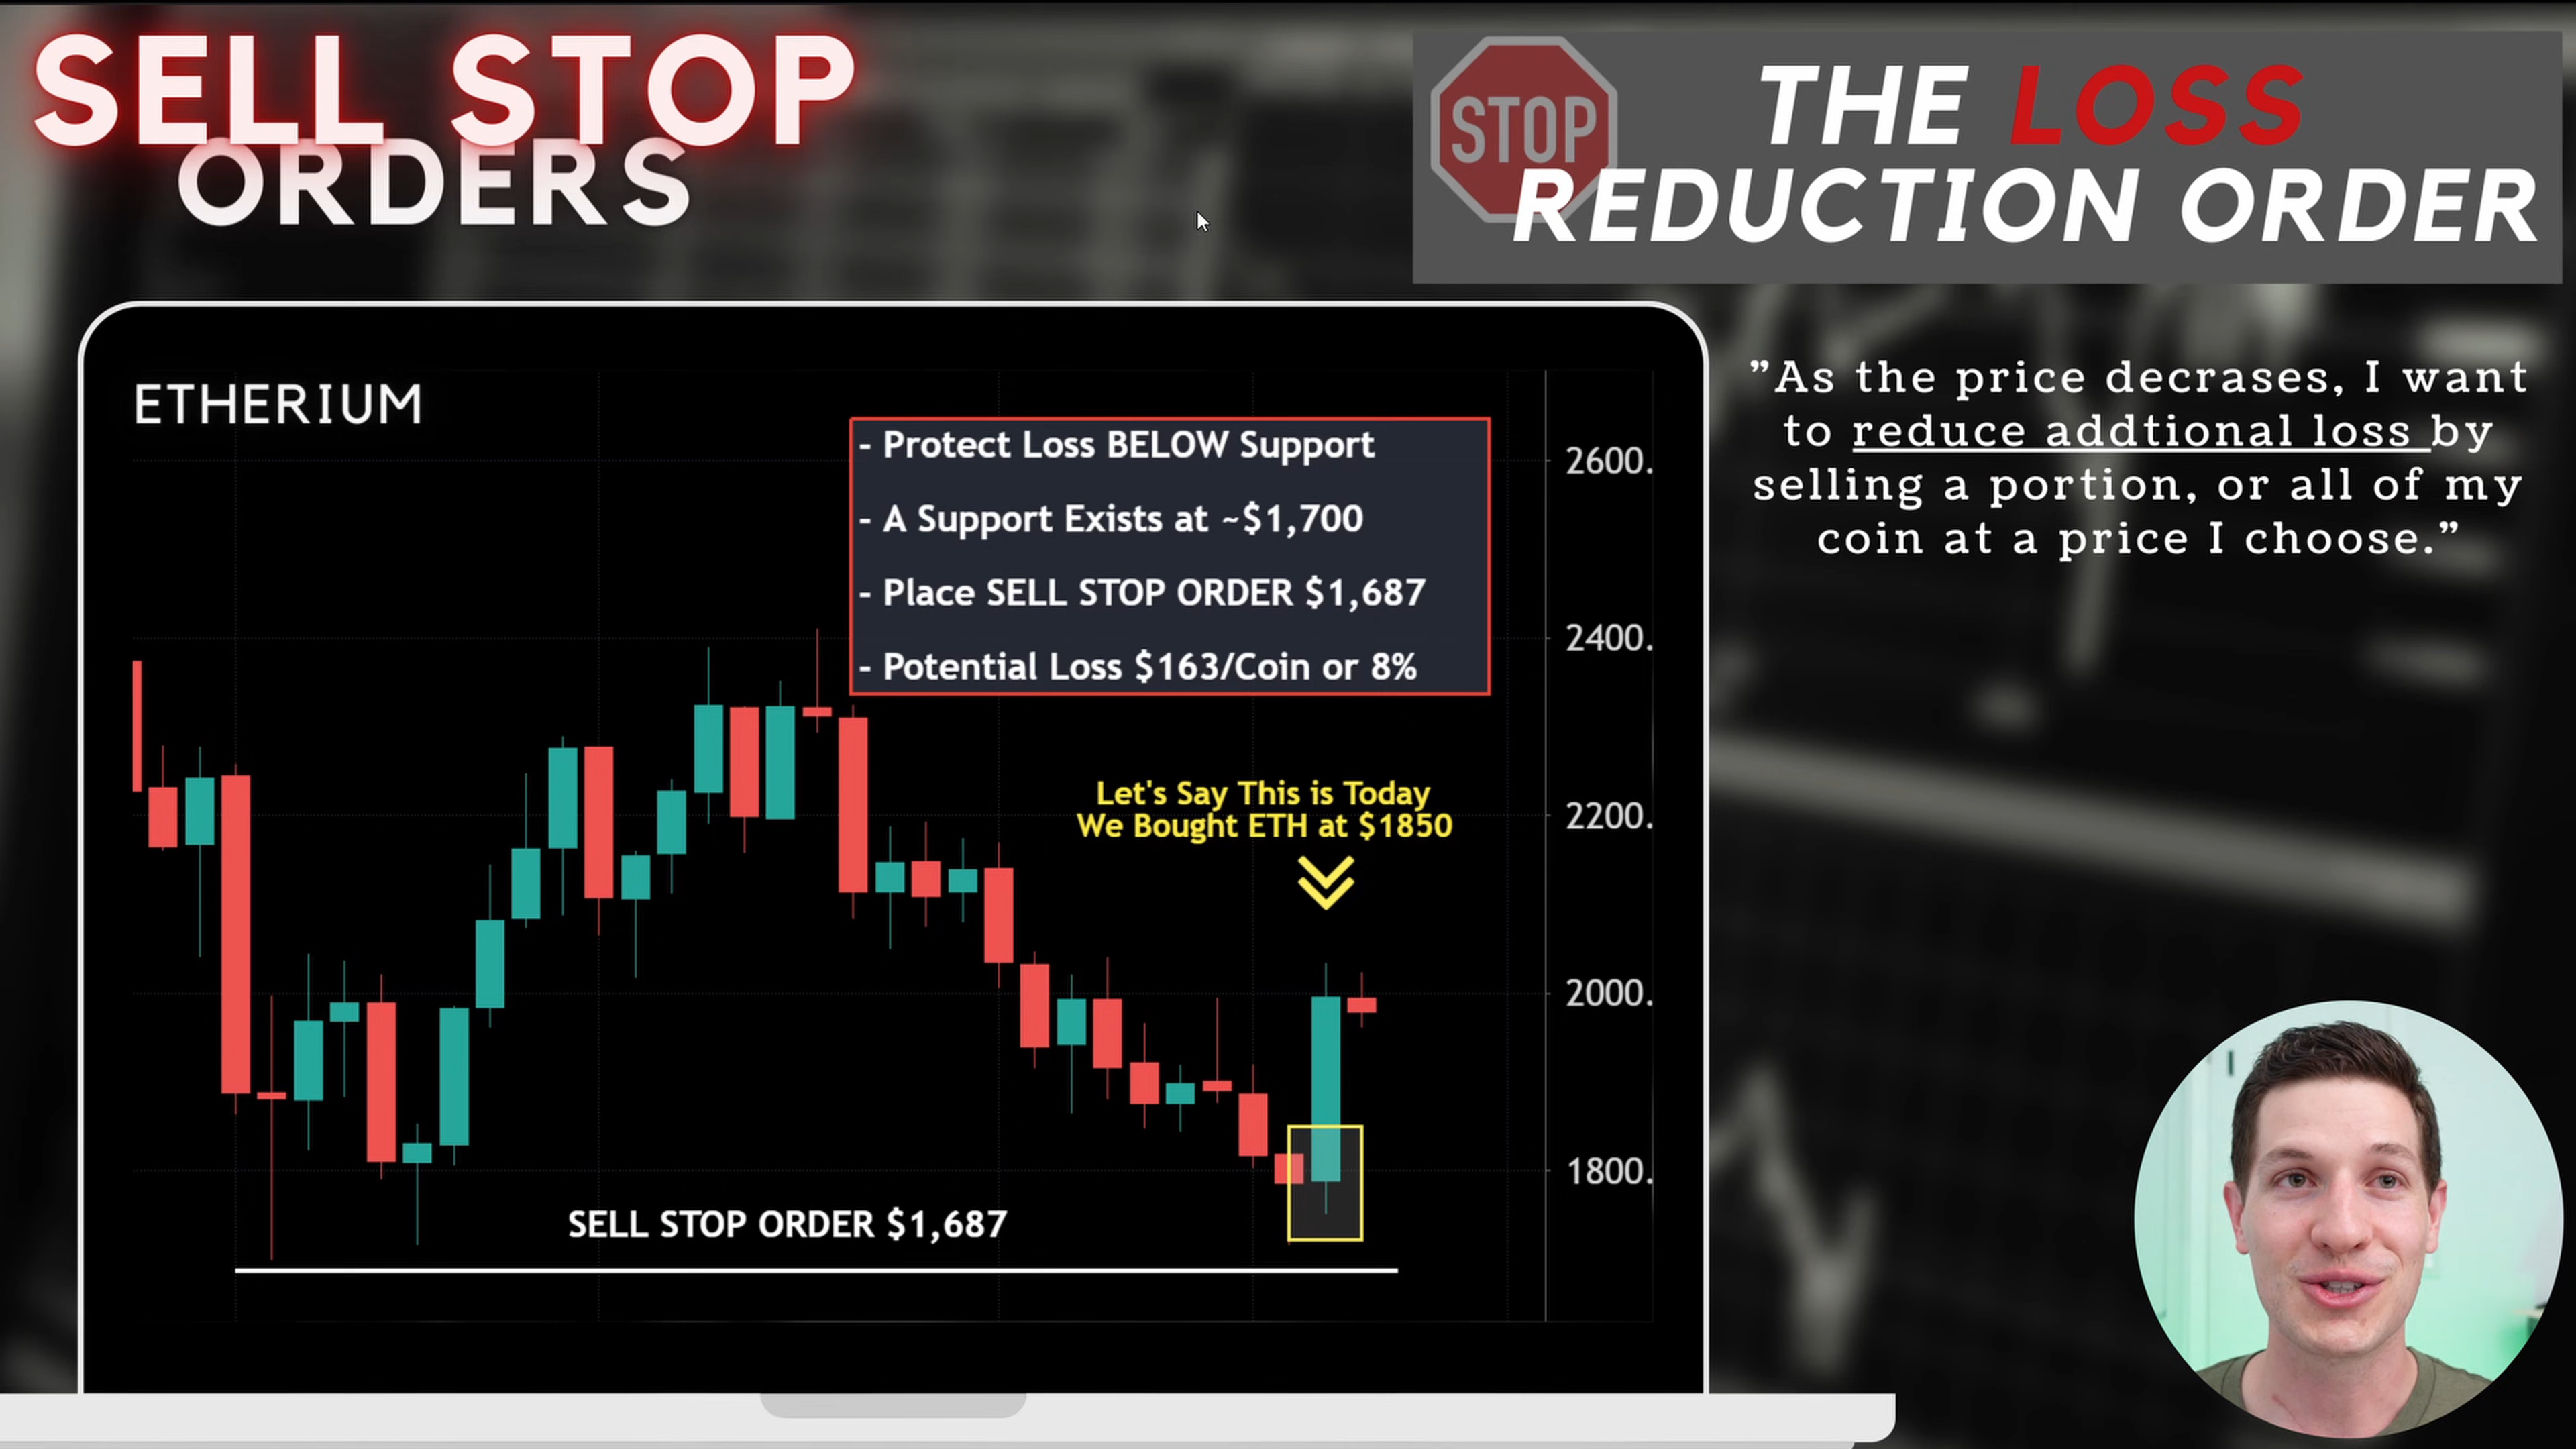 SELL STOP
ORDERS
STOP
THE LOSS
REDUCTION ORDER
ETHERIUM
- Protect Loss BELOW Support
- A Support Exists at ~$1,700
- Place SELL STOP ORDER $1,687
- Potential Loss $163/Coin or 8%
Let's Say This is Today
We Bought ETH at $1850
SELL STOP ORDER $1,687
2600.
2400.
2200.
2000.
1800.
"As the price decrases, I want
to reduce addtional loss by
selling a portion, or all of my
coin at a price I choose."